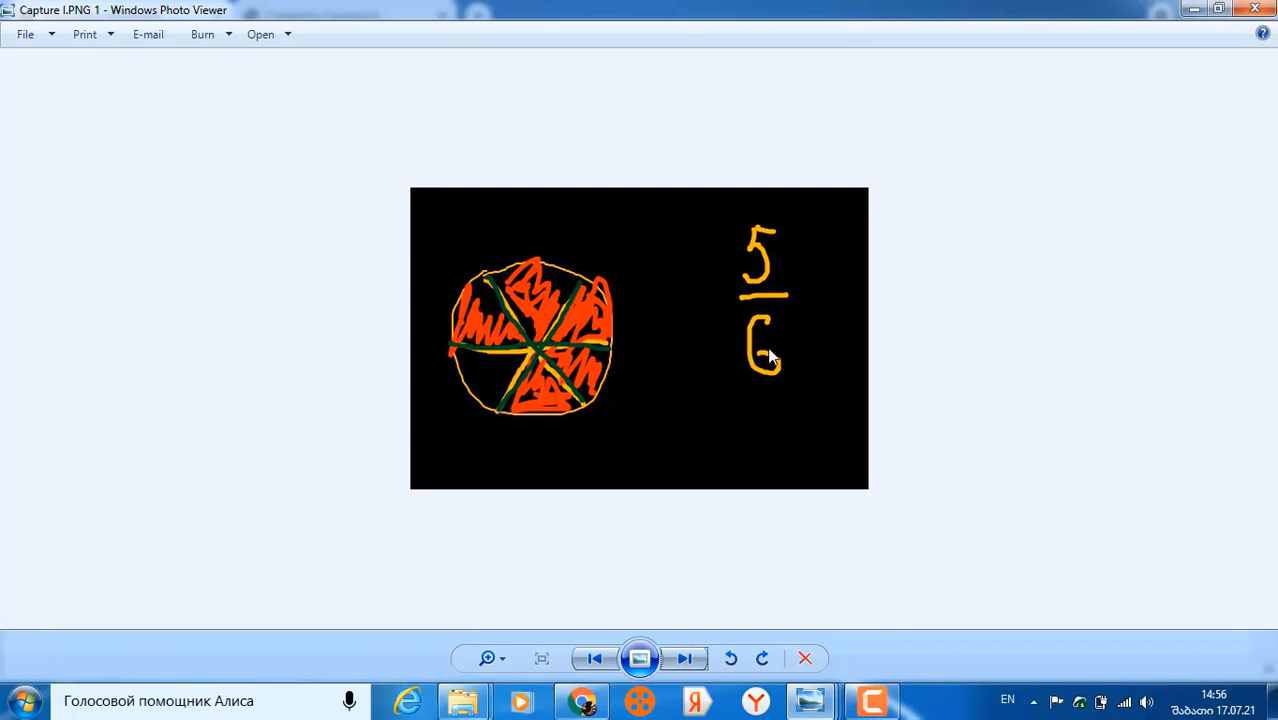 Capture I.PNG 1 - Windows Photo Viewer
File Print E-mail Burn Open
5
6
Голосовой помощник Алиса
EN
14:56
შაბათი 17.07.21